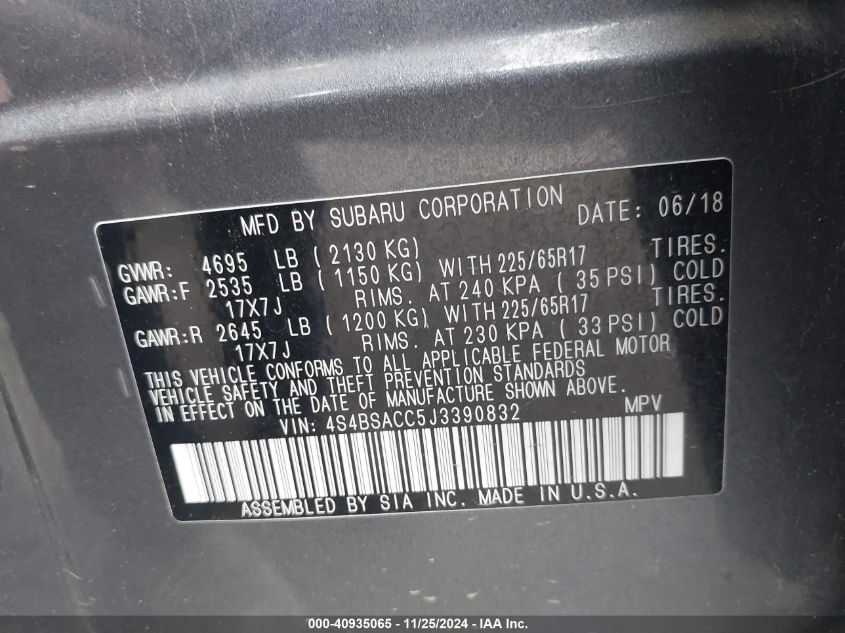 MFD BY SUBARU CORPORATION DATE: 06/18
GVWR: 4695 LB ( 2130 KG)
GAWR:F 2535 LB ( 1150 KG) WITH 225/65R17 TIRES.
17X7J RIMS. AT 240 KPA ( 35 PSI) COLD
GAWR:R 2645 LB ( 1200 KG) WITH 225/65R17 TIRES.
17X7J RIMS. AT 230 KPA ( 33 PSI) COLD
THIS VEHICLE CONFORMS TO ALL APPLICABLE FEDERAL MOTOR
VEHICLE SAFETY AND THEFT PREVENTION STANDARDS
IN EFFECT ON THE DATE OF MANUFACTURE SHOWN ABOVE.
VIN: 4S4BSACC5J3390832 MPV
ASSEMBLED BY SIA INC. MADE IN U.S.A.
000-40935065 - 11/25/2024 - IAA Inc.